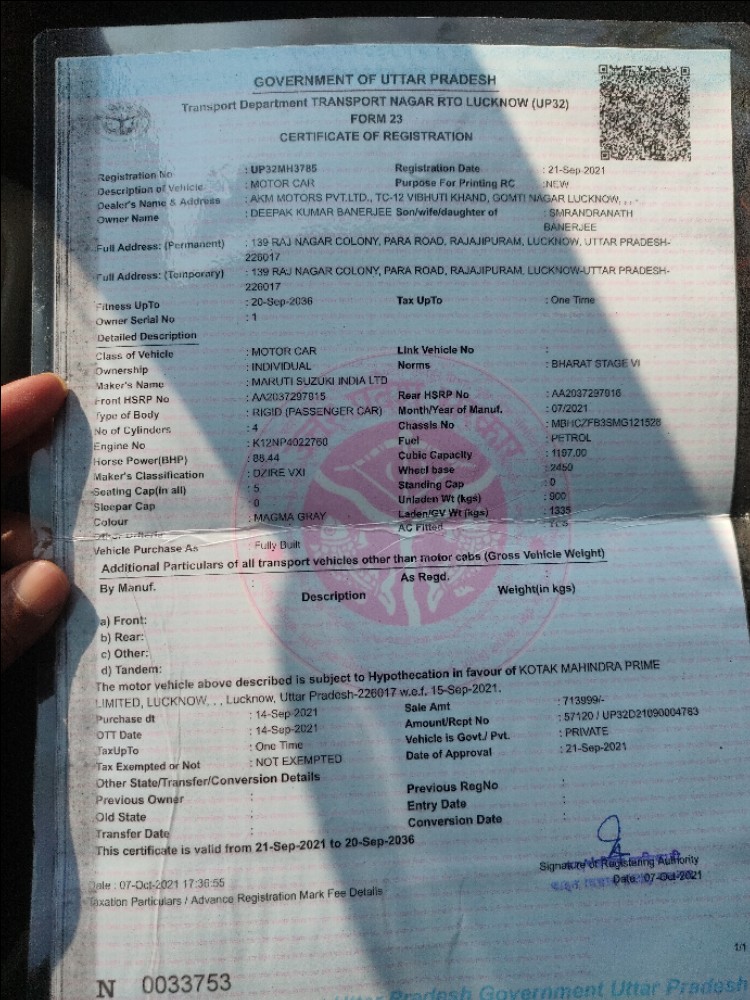 GOVERNMENT OF UTTAR PRADESH
Transport Department TRANSPORT NAGAR RTO LUCKNOW (UP32)
FORM 23
CERTIFICATE OF REGISTRATION
Registration No : UP32MH3785 Registration Date : 21-Sep-2021
Description of Vehicle : MOTOR CAR Purpose For Printing RC :NEW
Dealer's Name & Address : AKM MOTORS PVT.LTD., TC-12 VIBHUTI KHAND, GOMTI NAGAR LUCKNOW, , , -
Owner Name : DEEPAK KUMAR BANERJEE Son/wife/daughter of : SMRANDRANATH
BANERJEE
Full Address: (Permanent) : 139 RAJ NAGAR COLONY, PARA ROAD, RAJAJIPURAM, LUCKNOW, UTTAR PRADESH-
226017
Full Address: (Temporary) : 139 RAJ NAGAR COLONY, PARA ROAD, RAJAJIPURAM, LUCKNOW-UTTAR PRADESH-
226017
Fitness UpTo : 20-Sep-2036 Tax UpTo : One Time
Owner Serial No : 1
Detailed Description
Class of Vehicle : MOTOR CAR Link Vehicle No :
Ownership : INDIVIDUAL Norms : BHARAT STAGE VI
Maker's Name : MARUTI SUZUKI INDIA LTD
Front HSRP No : AA2037297015 Rear HSRP No : AA2037297016
Type of Body : RIGID (PASSENGER CAR) Month/Year of Manuf. : 07/2021
No of Cylinders : 4 Chassis No : MBHCZFB3SMG121528
Engine No : K12NP4022760 Fuel : PETROL
Horse Power(BHP) : 88.44 Cubic Capacity : 1197.00
Maker's Classification : DZIRE VXI Wheel base : 2450
Seating Cap(in all) : 5 Standing Cap : 0
Sleepar Cap : 0 Unladen Wt (kgs) : 900
Colour : MAGMA GRAY Laden/GV Wt (kgs) : 1335
AC Fitted
Vehicle Purchase As : Fully Built
Additional Particulars of all transport vehicles other than motor cabs (Gross Vehicle Weight)
By Manuf. : As Regd. :
Description Weight(in kgs)
a) Front:
b) Rear:
c) Other:
d) Tandem:
The motor vehicle above described is subject to Hypothecation in favour of KOTAK MAHINDRA PRIME
LIMITED, LUCKNOW, , , Lucknow, Uttar Pradesh-226017 w.e.f. 15-Sep-2021.
Purchase dt : 14-Sep-2021 Sale Amt : 713999/-
OTT Date : 14-Sep-2021 Amount/Rcpt No : 57120 / UP32D21090004763
TaxUpTo : One Time Vehicle is Govt./ Pvt. : PRIVATE
Tax Exempted or Not : NOT EXEMPTED Date of Approval : 21-Sep-2021
Other State/Transfer/Conversion Details
Previous Owner : Previous RegNo :
Old State : Entry Date :
Transfer Date : Conversion Date :
This certificate is valid from 21-Sep-2021 to 20-Sep-2036
Signature of Registering Authority
Date : 07-Oct-2021 17:36:55 Date : 07-Oct-2021
Taxation Particulars / Advance Registration Mark Fee Details
1/1
N 0033753
Uttar Pradesh Government Uttar Pradesh